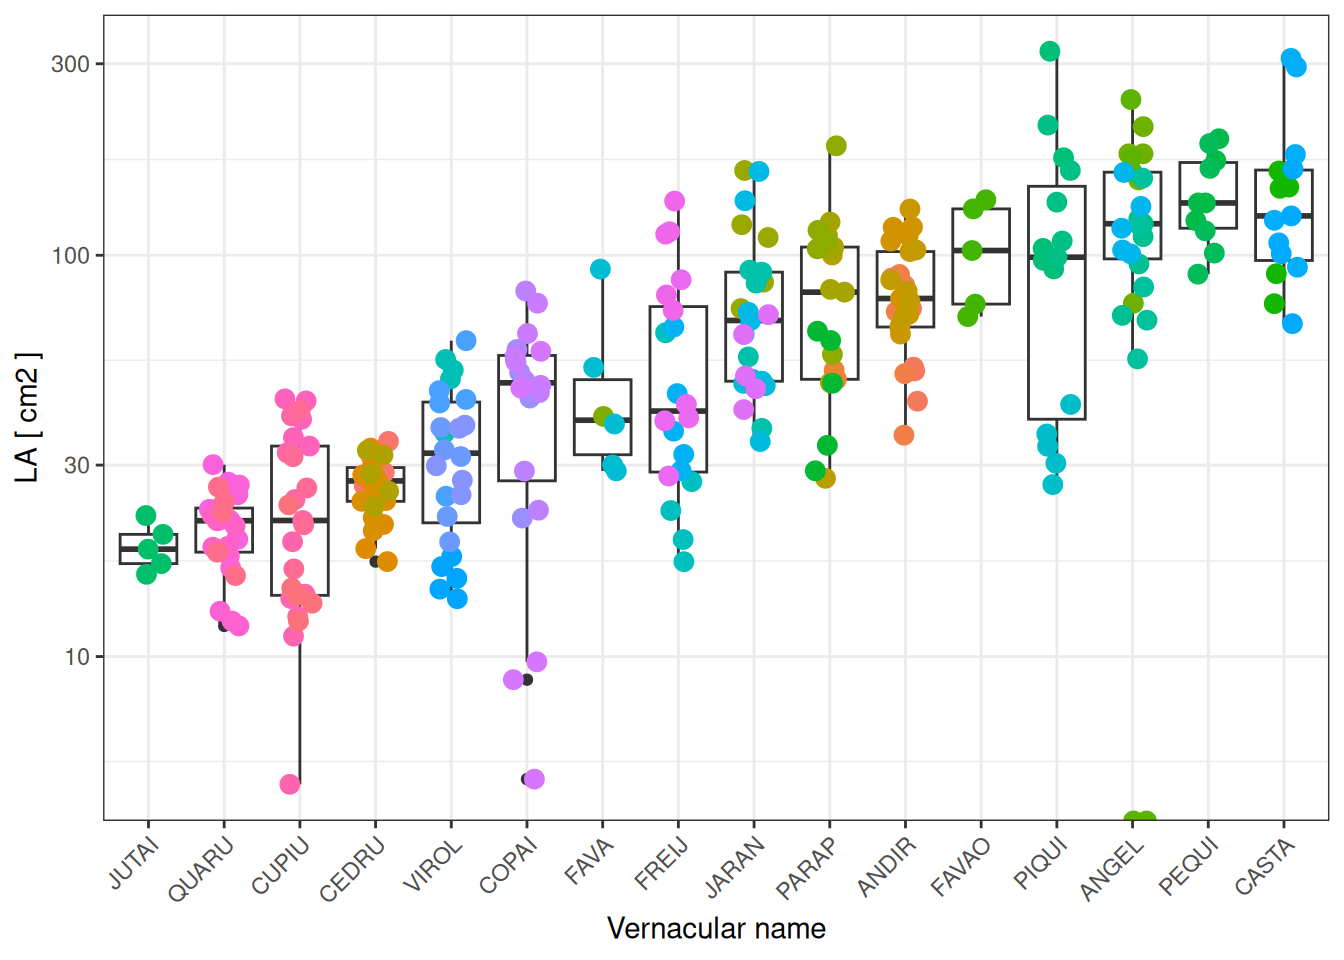 300
100
30
10
LA [ cm2 ]
JUTAI
QUARU
CUPIU
CEDRU
VIROL
COPAI
FAVA
FREIJ
JARAN
PARAP
ANDIR
FAVAO
PIQUI
ANGEL
PEQUI
CASTA
Vernacular name